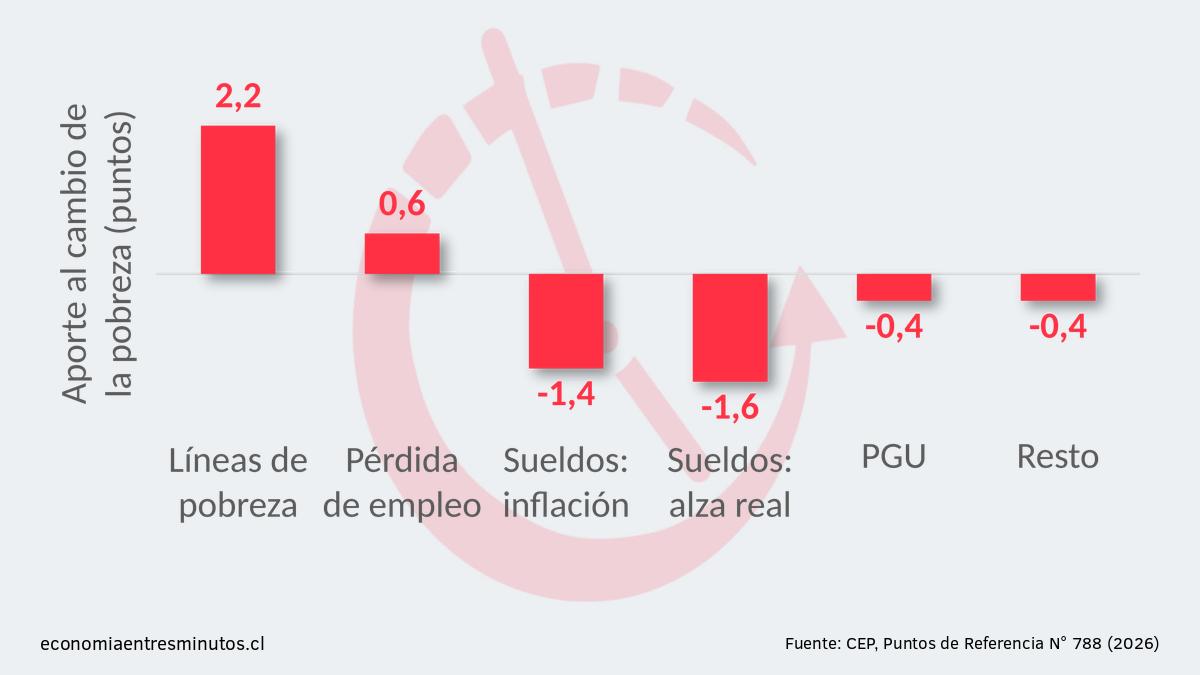 Aporte al cambio de
la pobreza (puntos)
2,2
0,6
-1,4
-1,6
-0,4
-0,4
Líneas de
pobreza
Pérdida
de empleo
Sueldos:
inflación
Sueldos:
alza real
PGU
Resto
economiaentresminutos.cl
Fuente: CEP, Puntos de Referencia N° 788 (2026)